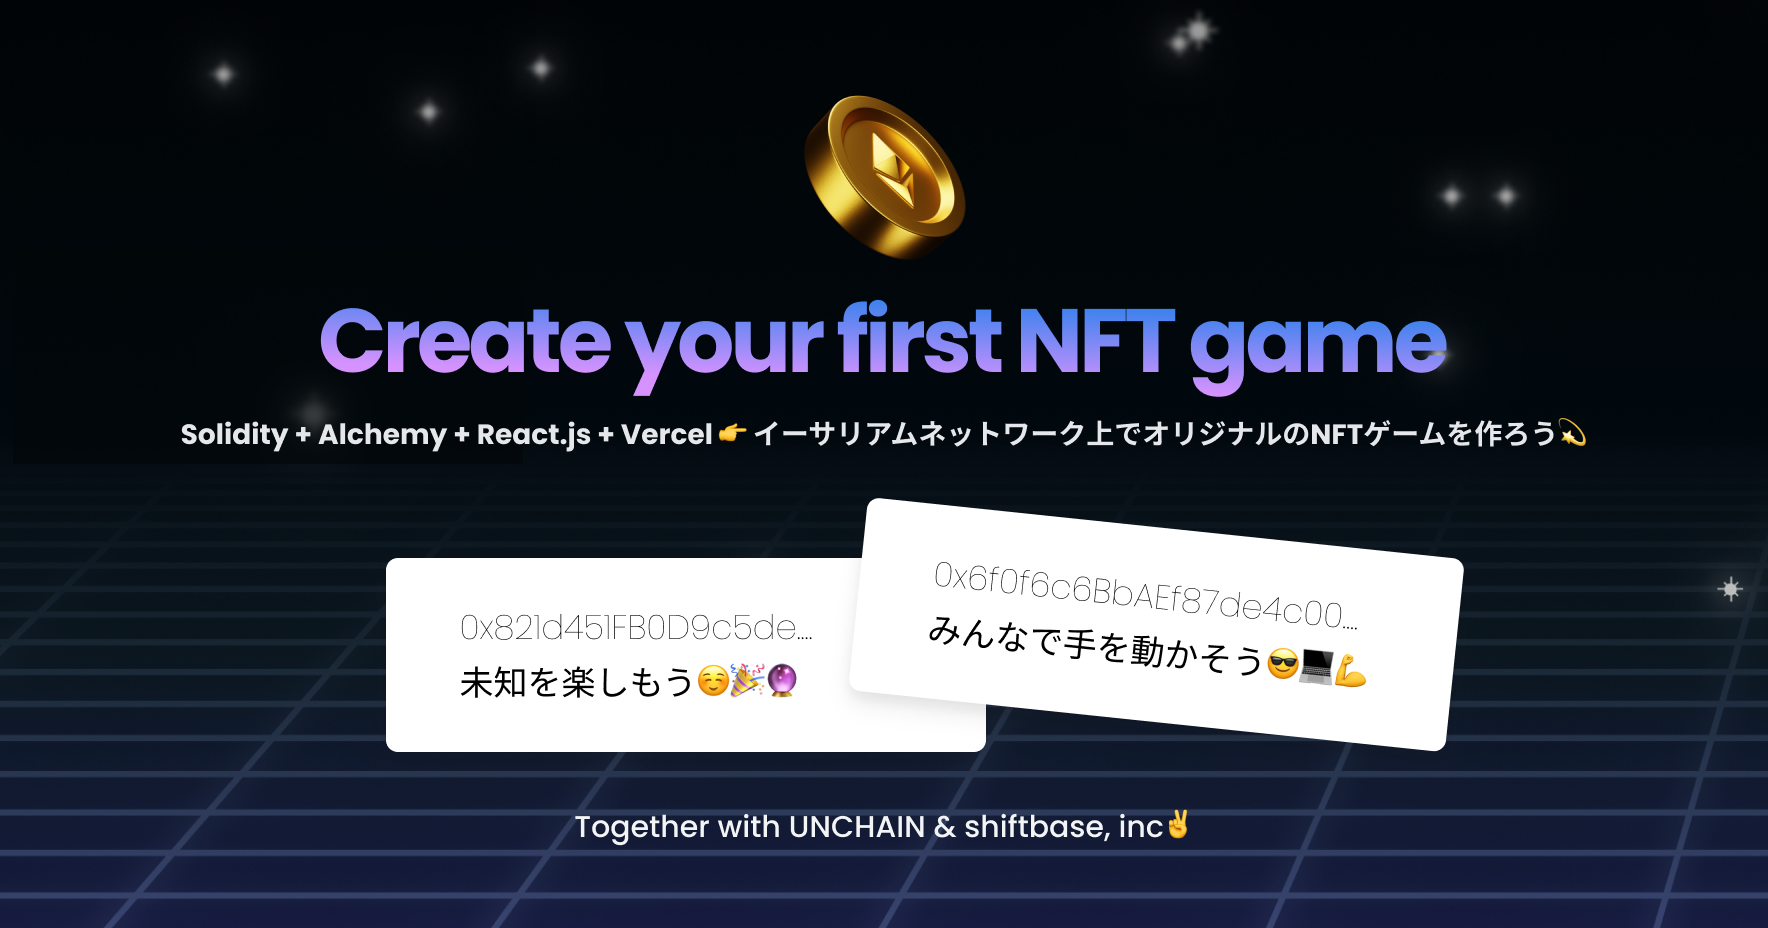 Create your first NFT game
Solidity + Alchemy + React.js + Vercel 👉 イーサリアムネットワーク上でオリジナルのNFTゲームを作ろう💫
0x821d451FB0D9c5de...
未知を楽しもう☺️🎉🔮
0x6f0f6c6BbAEf87de4c00...
みんなで手を動かそう😎💻💪
Together with UNCHAIN & shiftbase, inc✌️